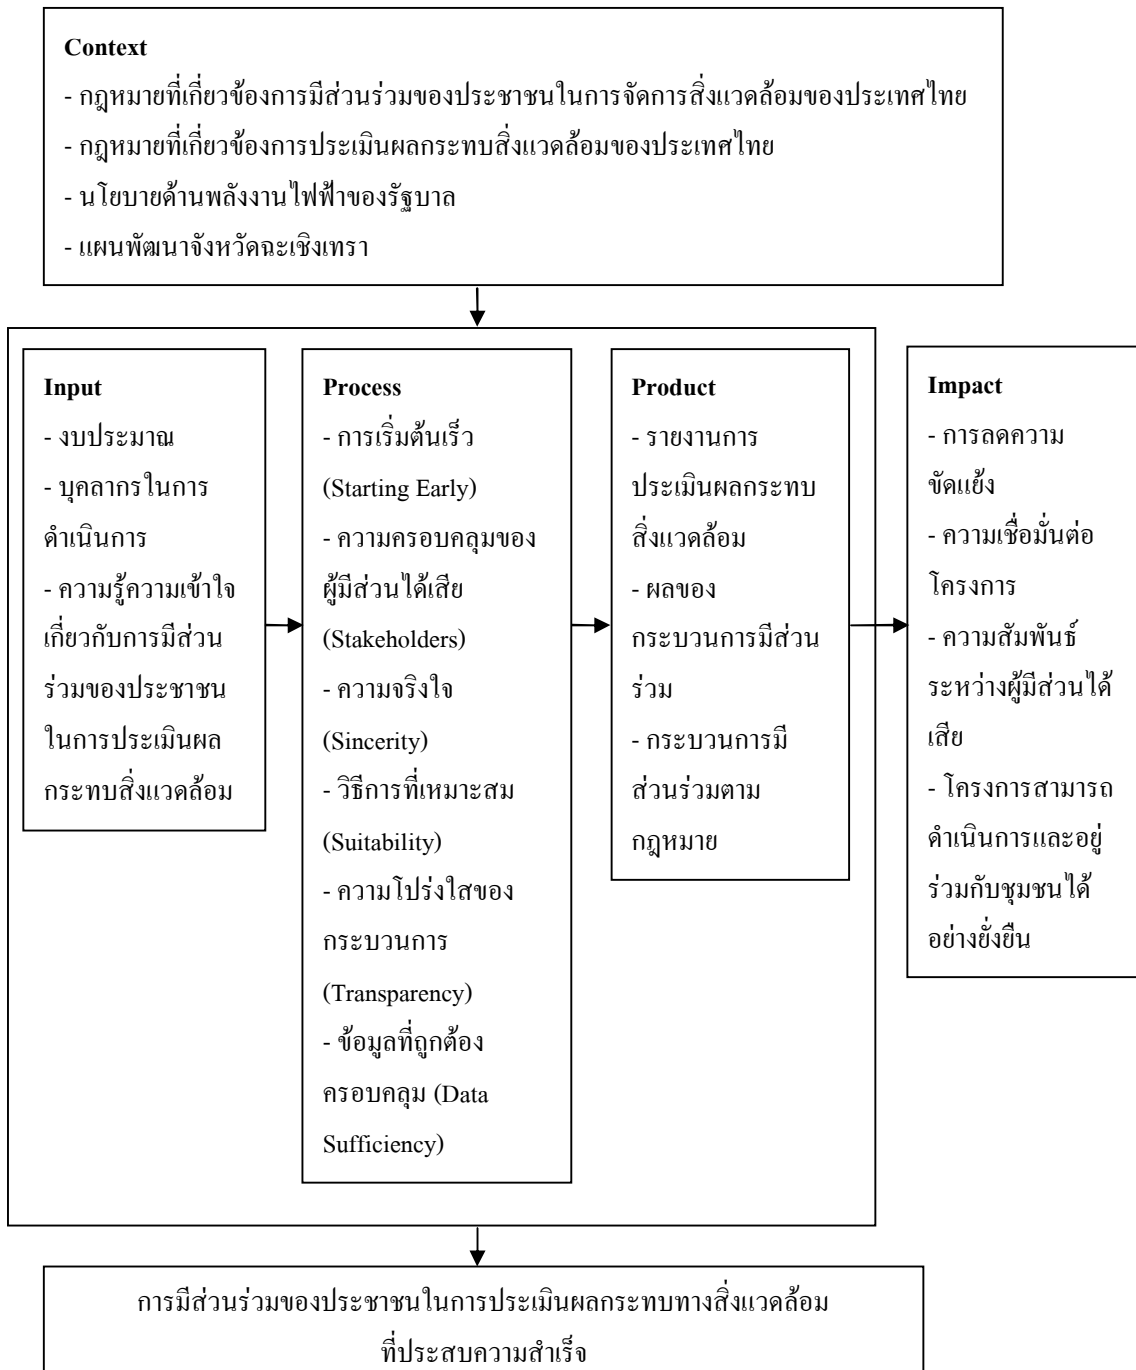 Context
- กฎหมายที่เกี่ยวข้องการมีส่วนร่วมของประชาชนในการจัดการสิ่งแวดล้อมของประเทศไทย
- กฎหมายที่เกี่ยวข้องการประเมินผลกระทบสิ่งแวดล้อมของประเทศไทย
- นโยบายด้านพลังงานไฟฟ้าของรัฐบาล
- แผนพัฒนาจังหวัดฉะเชิงเทรา
Input
- งบประมาณ
- บุคลากรในการ
ดำเนินการ
- ความรู้ความเข้าใจ
เกี่ยวกับการมีส่วน
ร่วมของประชาชน
ในการประเมินผล
กระทบสิ่งแวดล้อม
Process
- การเริ่มต้นเร็ว
(Starting Early)
- ความครอบคลุมของ
ผู้มีส่วนได้เสีย
(Stakeholders)
- ความจริงใจ
(Sincerity)
- วิธีการที่เหมาะสม
(Suitability)
- ความโปร่งใสของ
กระบวนการ
(Transparency)
- ข้อมูลที่ถูกต้อง
ครอบคลุม (Data
Sufficiency)
Product
- รายงานการ
ประเมินผลกระทบ
สิ่งแวดล้อม
- ผลของ
กระบวนการมีส่วน
ร่วม
- กระบวนการมี
ส่วนร่วมตาม
กฎหมาย
Impact
- การลดความ
ขัดแย้ง
- ความเชื่อมั่นต่อ
โครงการ
- ความสัมพันธ์
ระหว่างผู้มีส่วนได้
เสีย
- โครงการสามารถ
ดำเนินการและอยู่
ร่วมกับชุมชนได้
อย่างยั่งยืน
การมีส่วนร่วมของประชาชนในการประเมินผลกระทบทางสิ่งแวดล้อม
ที่ประสบความสำเร็จ